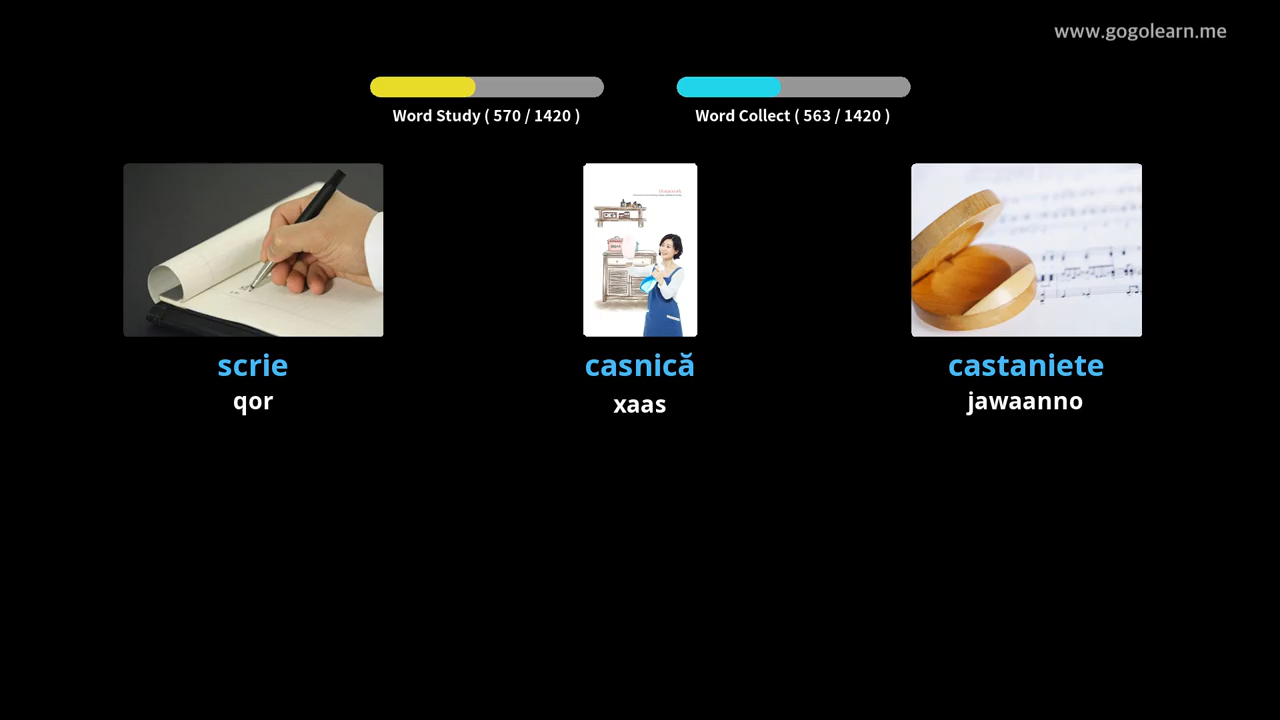 www.gogolearn.me
Word Study ( 570 / 1420 )
Word Collect ( 563 / 1420 )
scrie
casnică
castaniete
qor
xaas
jawaanno